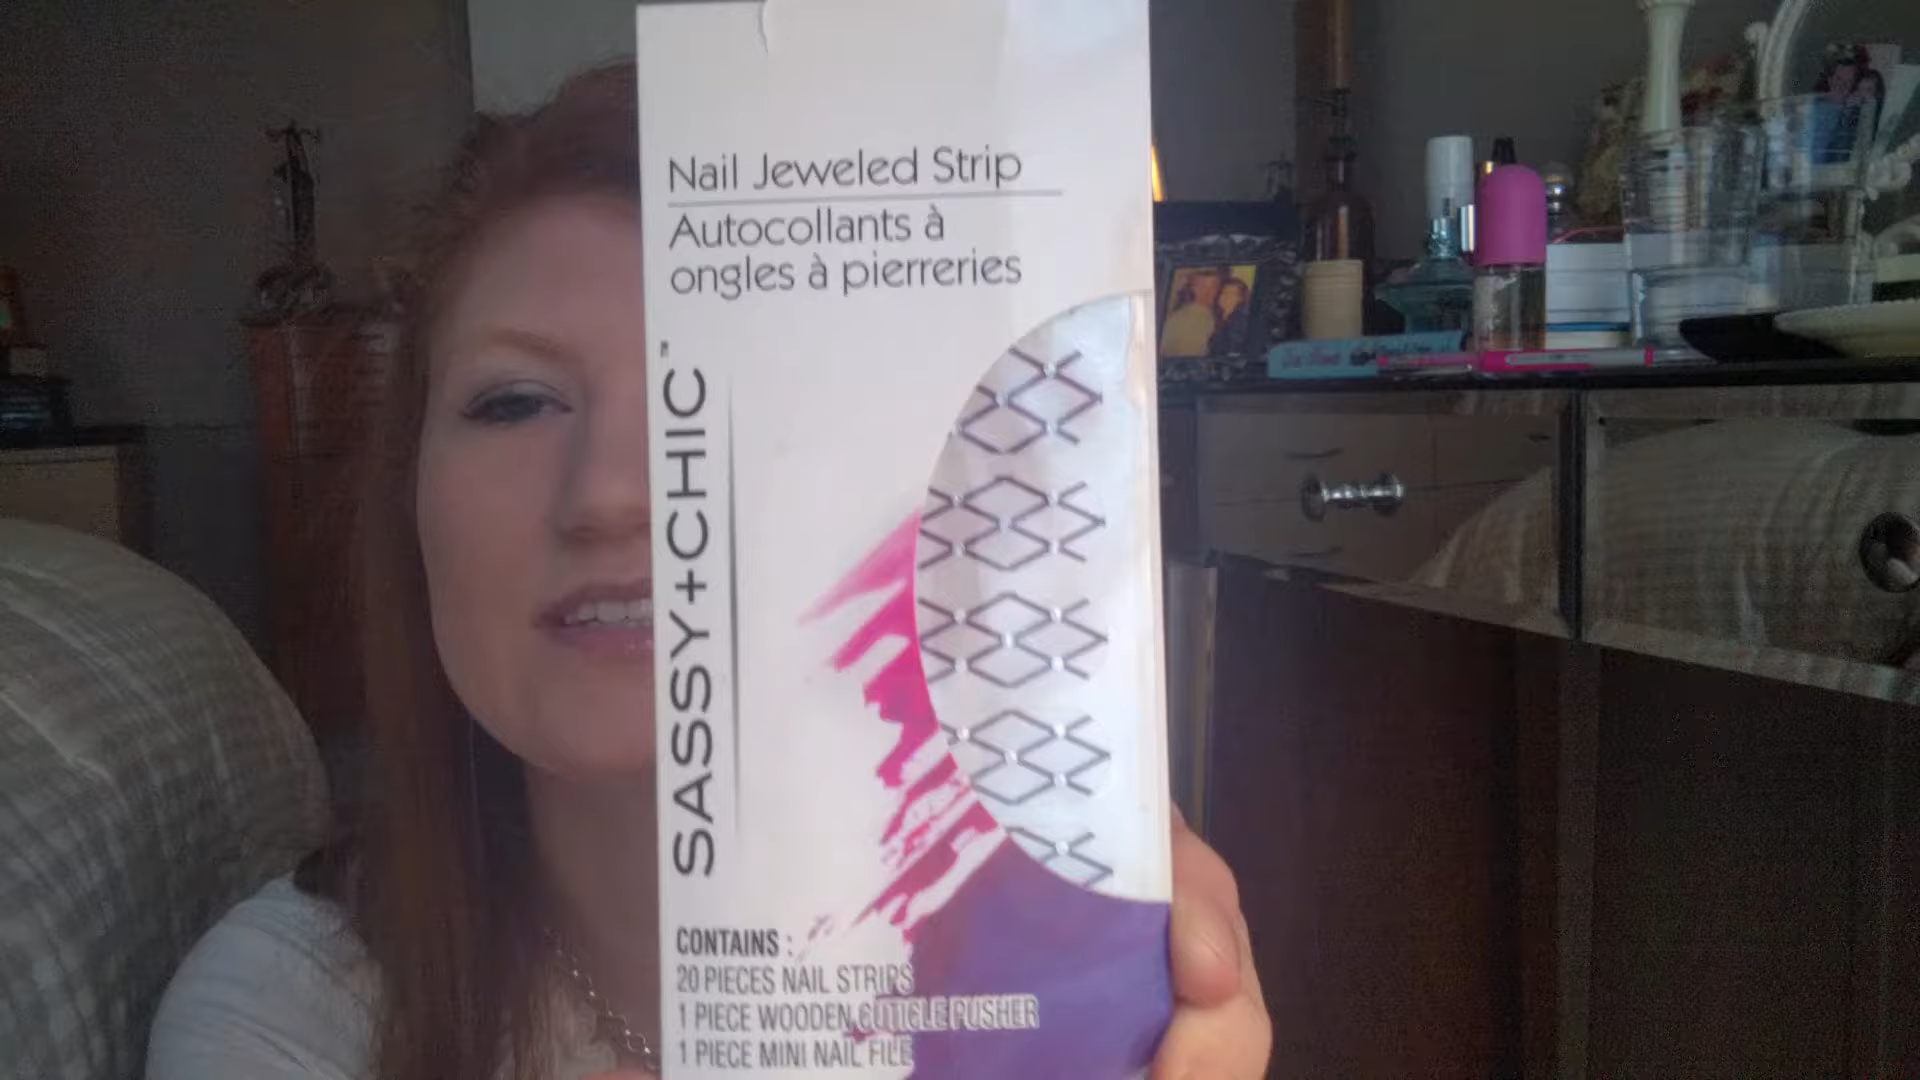 Nail Jeweled Strip
Autocollants à
ongles à pierreries
SASSY+CHIC™
CONTAINS :
20 PIECES NAIL STRIPS
1 PIECE WOODEN CUTICLE PUSHER
1 PIECE MINI NAIL FILE